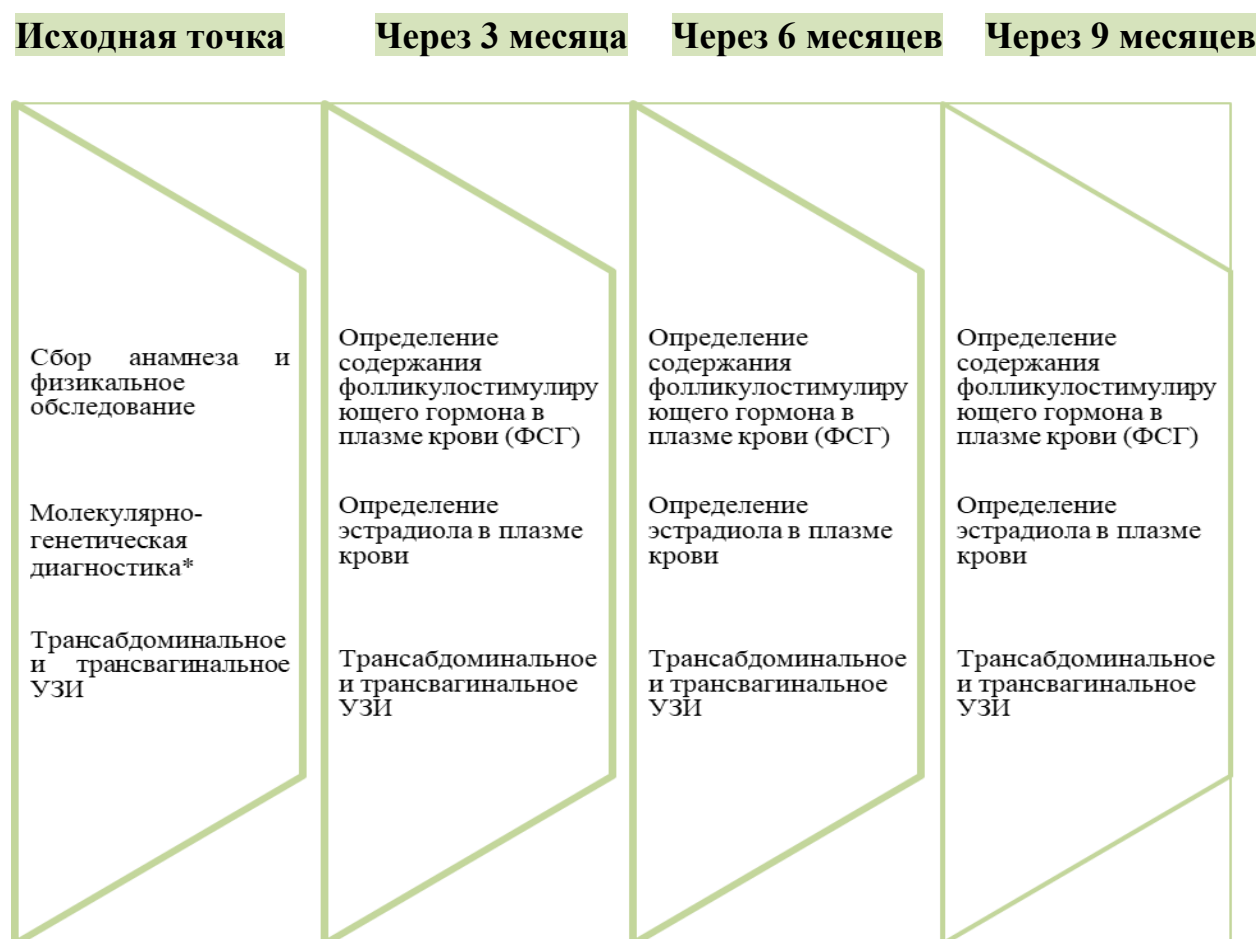 Исходная точка
Через 3 месяца
Через 6 месяцев
Через 9 месяцев
Сбор анамнеза и
физикальное
обследование
Молекулярно-
генетическая
диагностика*
Трансабдоминальное
и трансвагинальное
УЗИ
Определение
содержания
фолликулостимулиру
ющего гормона в
плазме крови (ФСГ)
Определение
эстрадиола в плазме
крови
Трансабдоминальное
и трансвагинальное
УЗИ
Определение
содержания
фолликулостимулиру
ющего гормона в
плазме крови (ФСГ)
Определение
эстрадиола в плазме
крови
Трансабдоминальное
и трансвагинальное
УЗИ
Определение
содержания
фолликулостимулиру
ющего гормона в
плазме крови (ФСГ)
Определение
эстрадиола в плазме
крови
Трансабдоминальное
и трансвагинальное
УЗИ